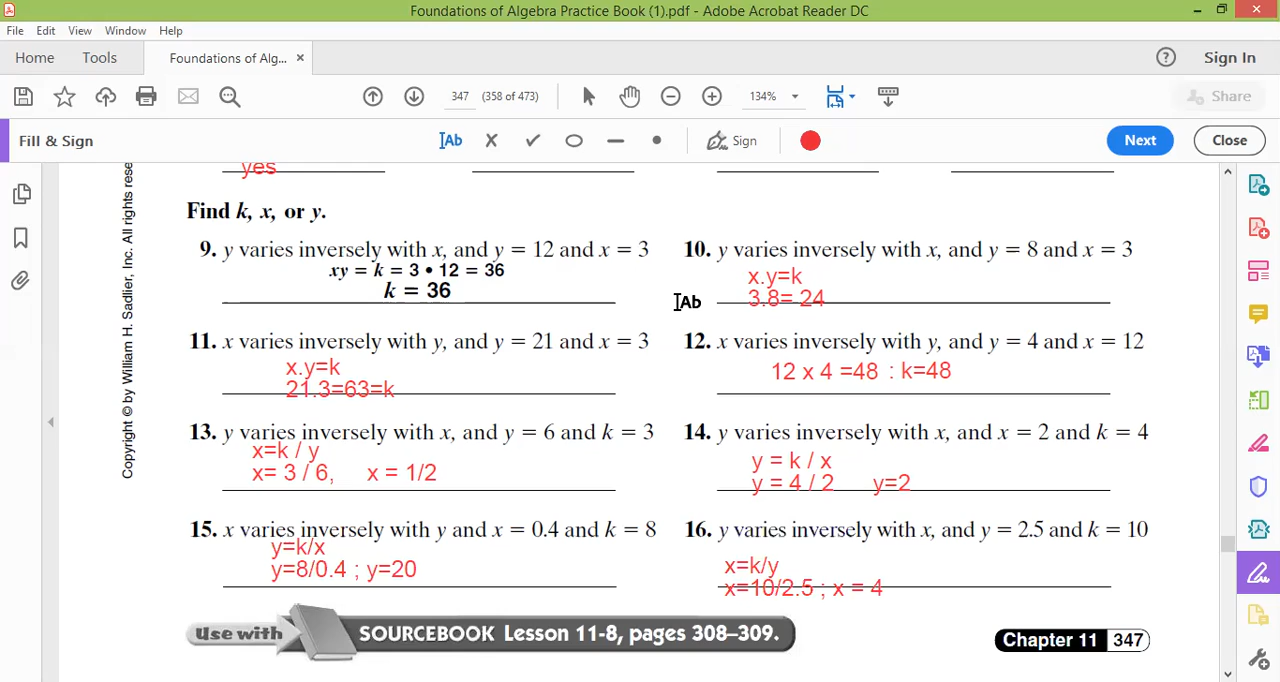 Foundations of Algebra Practice Book (1).pdf - Adobe Acrobat Reader DC
File Edit View Window Help
Home Tools Foundations of Alg... ×
Sign In
347 (358 of 473) 134% Share
Fill & Sign Ab Sign Next Close
yes
Copyright © by William H. Sadlier, Inc. All rights rese
Find k, x, or y.
9. y varies inversely with x, and y = 12 and x = 3
xy = k = 3 • 12 = 36
k = 36
10. y varies inversely with x, and y = 8 and x = 3
x.y=k
3.8= 24
Ab
11. x varies inversely with y, and y = 21 and x = 3
x.y=k
21.3=63=k
12. x varies inversely with y, and y = 4 and x = 12
12 x 4 =48 : k=48
13. y varies inversely with x, and y = 6 and k = 3
x=k / y
x= 3 / 6, x = 1/2
14. y varies inversely with x, and x = 2 and k = 4
y = k / x
y = 4 / 2 y=2
15. x varies inversely with y and x = 0.4 and k = 8
y=k/x
y=8/0.4 ; y=20
16. y varies inversely with x, and y = 2.5 and k = 10
x=k/y
x=10/2.5 ; x = 4
Use with SOURCEBOOK Lesson 11-8, pages 308–309.
Chapter 11 347